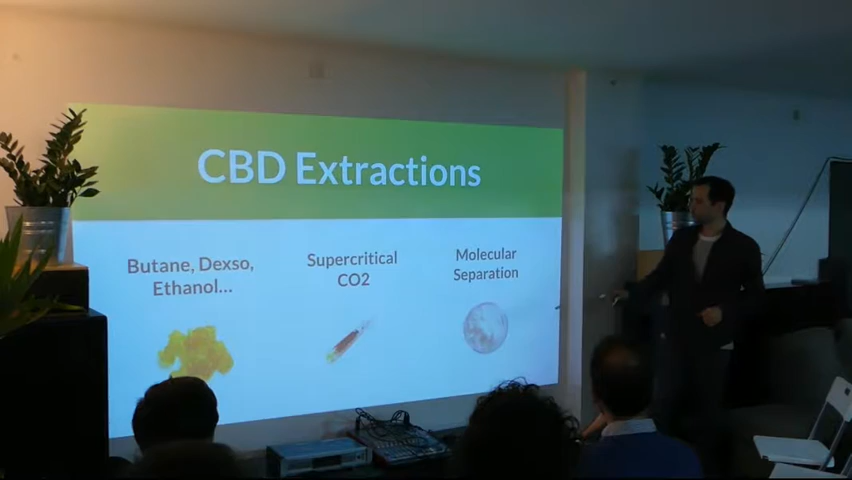 CBD Extractions
Butane, Dexso,
Ethanol...
Supercritical
CO2
Molecular
Separation